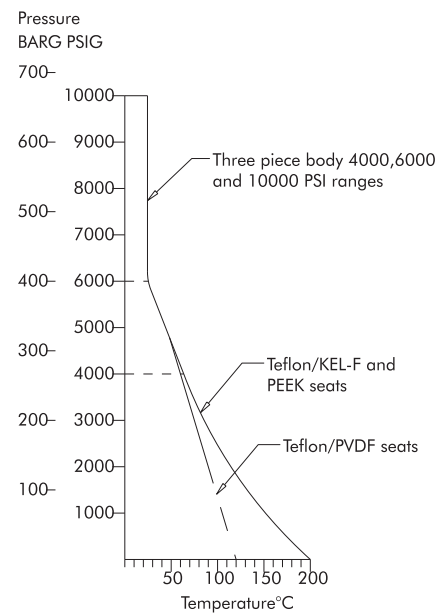 Pressure
BARG PSIG
700
10000
600
9000
Three piece body 4000,6000
and 10000 PSI ranges
8000
500
7000
400
6000
5000
300
Teflon/KEL-F and
PEEK seats
4000
200
3000
Teflon/PVDF seats
2000
100
1000
50 100 150 200
Temperature°C